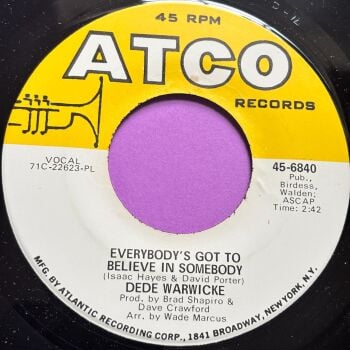 45 RPM
ATCO
RECORDS
VOCAL
71C-22623-PL
45-6840
Pub.,
Birdess,
Walden;
ASCAP
Time: 2:42
EVERYBODY'S GOT TO
BELIEVE IN SOMEBODY
(Isaac Hayes & David Porter)
DEDE WARWICKE
Prod. by Brad Shapiro &
Dave Crawford
Arr. by Wade Marcus
MFG. BY ATLANTIC RECORDING CORP., 1841 BROADWAY, NEW YORK, N.Y.